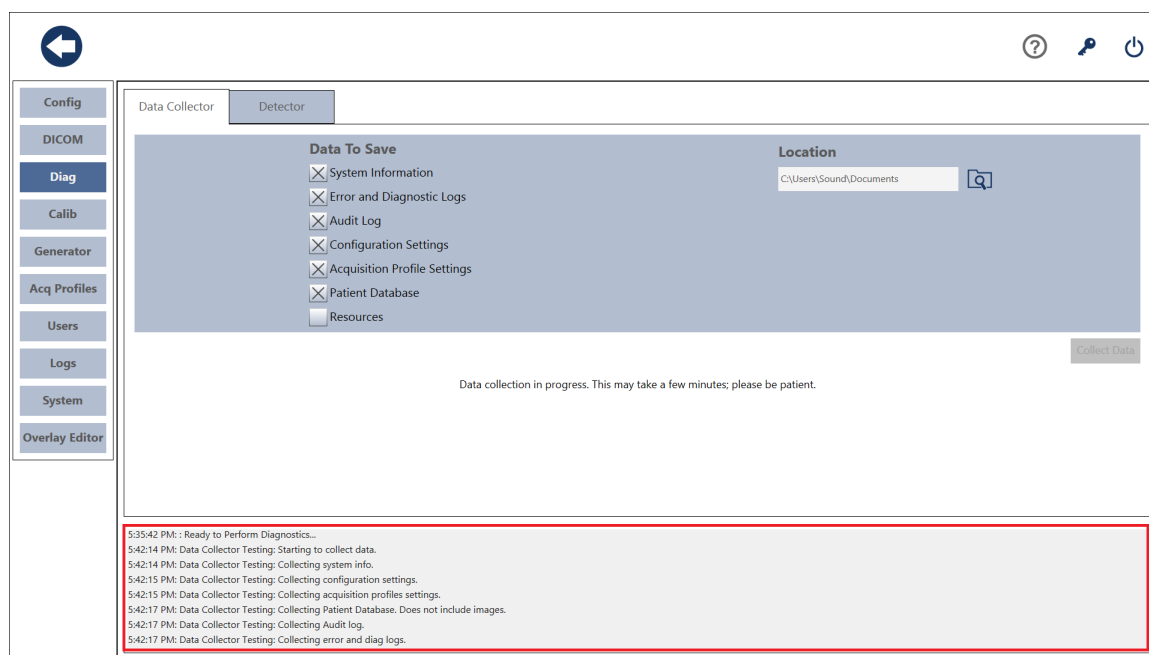 ?
Config
DICOM
Diag
Calib
Generator
Acq Profiles
Users
Logs
System
Overlay Editor
Data Collector
Detector
Data To Save
System Information
Error and Diagnostic Logs
Audit Log
Configuration Settings
Acquisition Profile Settings
Patient Database
Resources
Location
C:\Users\Sound\Documents
Collect Data
Data collection in progress. This may take a few minutes; please be patient.
5:35:42 PM: : Ready to Perform Diagnostics...
5:42:14 PM: Data Collector Testing: Starting to collect data.
5:42:14 PM: Data Collector Testing: Collecting system info.
5:42:15 PM: Data Collector Testing: Collecting configuration settings.
5:42:15 PM: Data Collector Testing: Collecting acquisition profiles settings.
5:42:17 PM: Data Collector Testing: Collecting Patient Database. Does not include images.
5:42:17 PM: Data Collector Testing: Collecting Audit log.
5:42:17 PM: Data Collector Testing: Collecting error and diag logs.